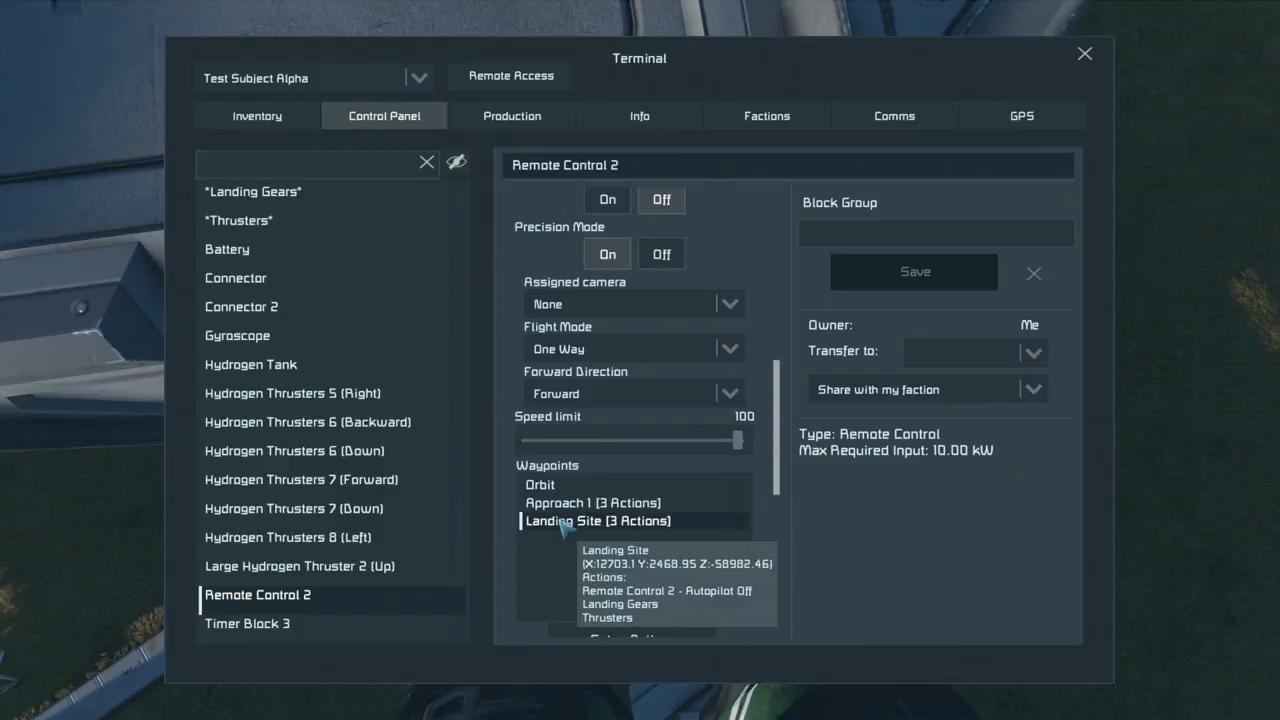 Terminal
Test Subject Alpha
Remote Access
Inventory
Control Panel
Production
Info
Factions
Comms
GPS
*Landing Gears*
*Thrusters*
Battery
Connector
Connector 2
Gyroscope
Hydrogen Tank
Hydrogen Thrusters 5 (Right)
Hydrogen Thrusters 6 (Backward)
Hydrogen Thrusters 6 (Down)
Hydrogen Thrusters 7 (Forward)
Hydrogen Thrusters 7 (Down)
Hydrogen Thrusters 8 (Left)
Large Hydrogen Thruster 2 (Up)
Remote Control 2
Timer Block 3
Remote Control 2
On Off
Precision Mode
On Off
Assigned camera
None
Flight Mode
One Way
Forward Direction
Forward
Speed limit 100
Waypoints
Orbit
Approach 1 [3 Actions]
Landing Site [3 Actions]
Landing Site
(X:12703.1 Y:2468.95 Z:-58982.46)
Actions:
Remote Control 2 - Autopilot Off
Landing Gears
Thrusters
Block Group
Save
Owner: Me
Transfer to:
Share with my faction
Type: Remote Control
Max Required Input: 10.00 kW